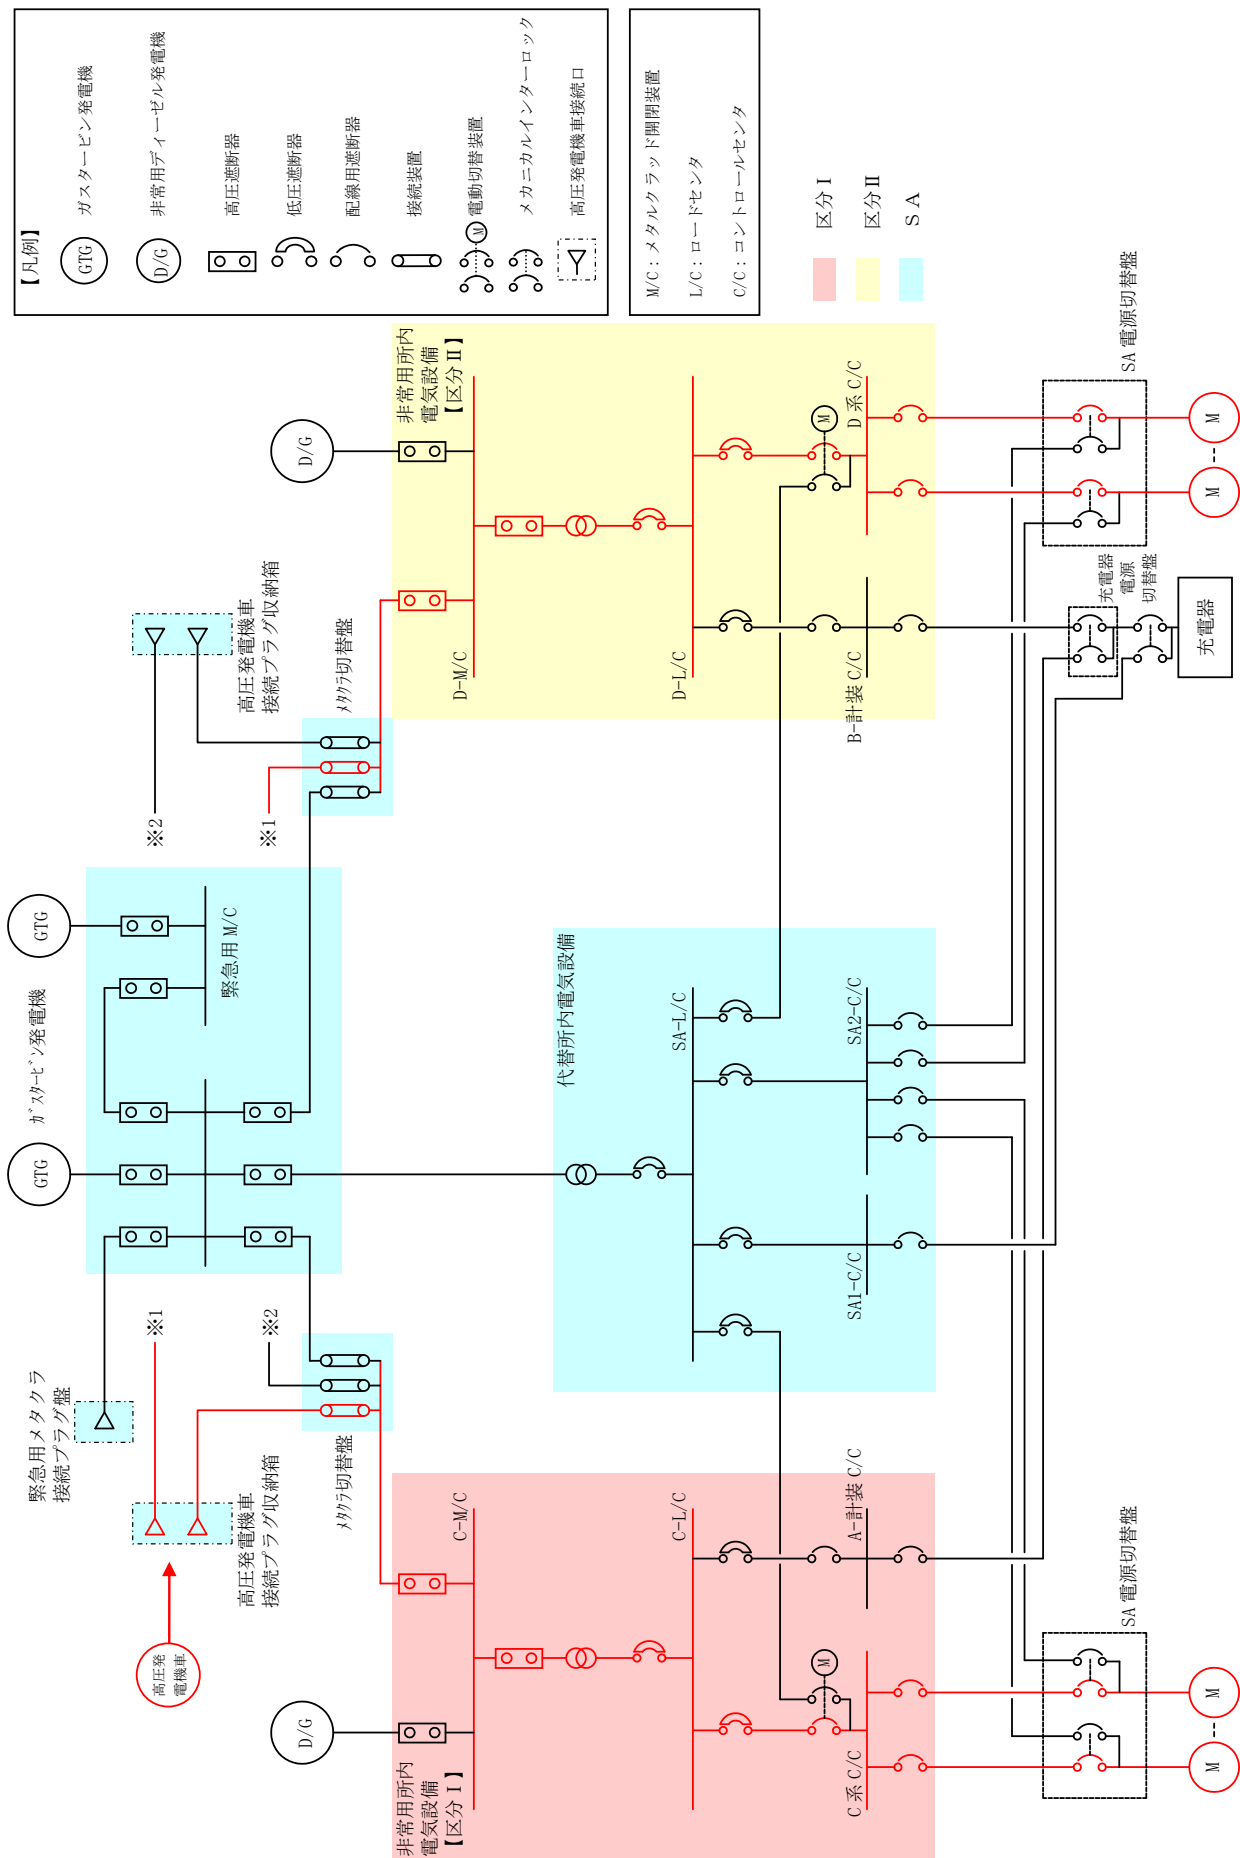 【凡例】
GTG
ガスタービン発電機
D/G
非常用ディーゼル発電機
高圧遮断器
低圧遮断器
配線用遮断器
接続装置
M
電動切替装置
メカニカルインターロック
高圧発電機車接続口
M/C：メタルクラッド開閉装置
L/C：ロードセンタ
C/C：コントロールセンタ
区分Ⅰ
区分Ⅱ
ＳＡ
緊急用メタクラ
接続プラグ盤
GTG
ｶﾞｽﾀｰﾋﾞﾝ発電機
GTG
緊急用 M/C
高圧発
電機車
高圧発電機車
接続プラグ収納箱
※1
※2
※2
※1
高圧発電機車
接続プラグ収納箱
D/G
D/G
ﾒﾀｸﾗ切替盤
ﾒﾀｸﾗ切替盤
非常用所内
電気設備
【区分Ⅰ】
C-M/C
C-L/C
M
C 系 C/C
A-計装 C/C
代替所内電気設備
SA-L/C
SA1-C/C
SA2-C/C
非常用所内
電気設備
【区分Ⅱ】
D-M/C
D-L/C
M
B-計装 C/C
D 系 C/C
SA 電源切替盤
M
M
充電器
電源
切替盤
充電器
SA 電源切替盤
M
M